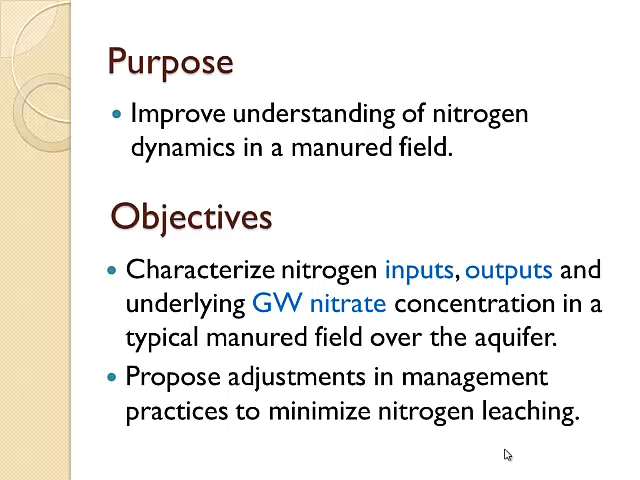 Purpose
• Improve understanding of nitrogen
dynamics in a manured field.
Objectives
• Characterize nitrogen inputs, outputs and
underlying GW nitrate concentration in a
typical manured field over the aquifer.
• Propose adjustments in management
practices to minimize nitrogen leaching.